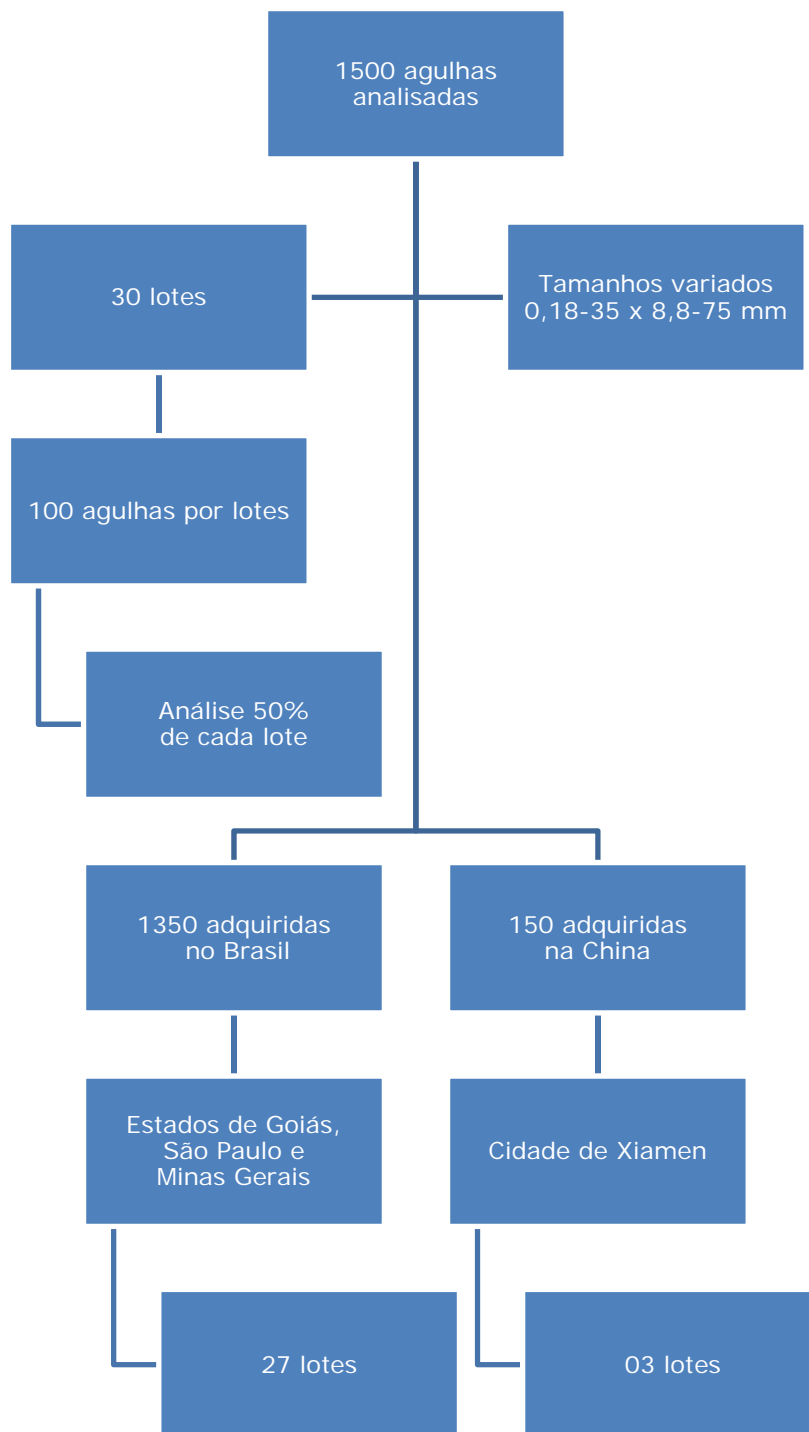 1500 agulhas
analisadas
30 lotes
Tamanhos variados
0,18-35 x 8,8-75 mm
100 agulhas por lotes
Análise 50%
de cada lote
1350 adquiridas
no Brasil
150 adquiridas
na China
Estados de Goiás,
São Paulo e
Minas Gerais
Cidade de Xiamen
27 lotes
03 lotes